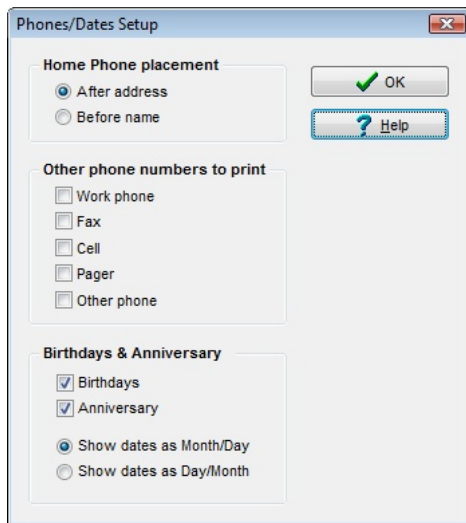 Phones/Dates Setup
Home Phone placement
After address
Before name
OK
Help
Other phone numbers to print
Work phone
Fax
Cell
Pager
Other phone
Birthdays & Anniversary
Birthdays
Anniversary
Show dates as Month/Day
Show dates as Day/Month